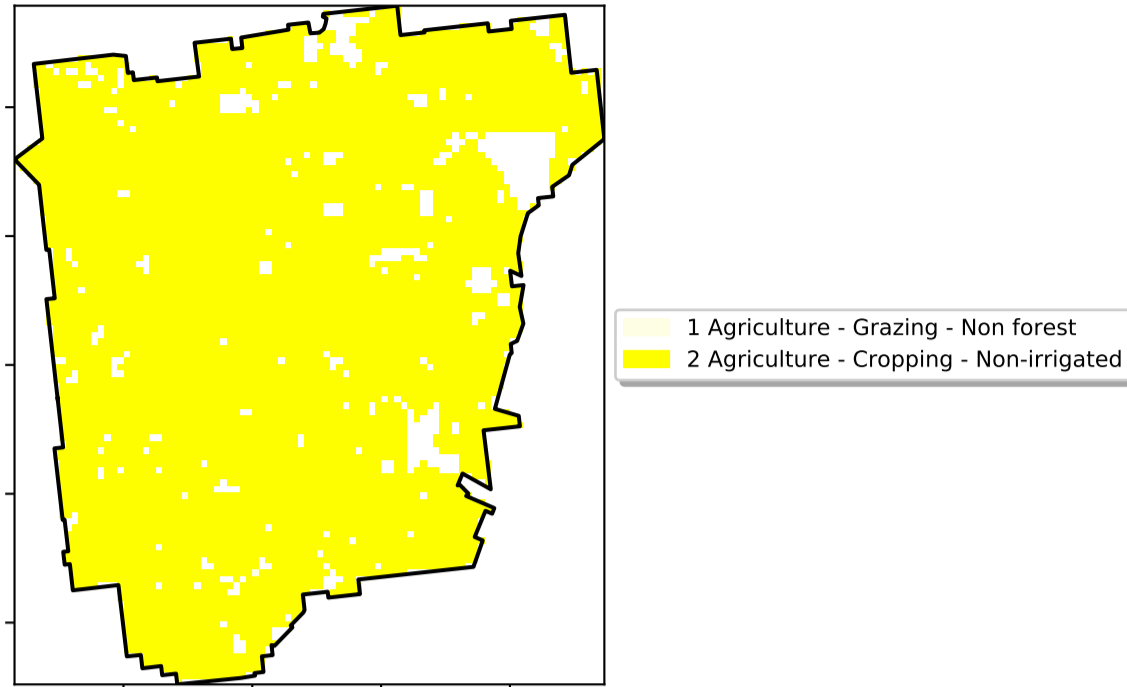 1 Agriculture - Grazing - Non forest
2 Agriculture - Cropping - Non-irrigated